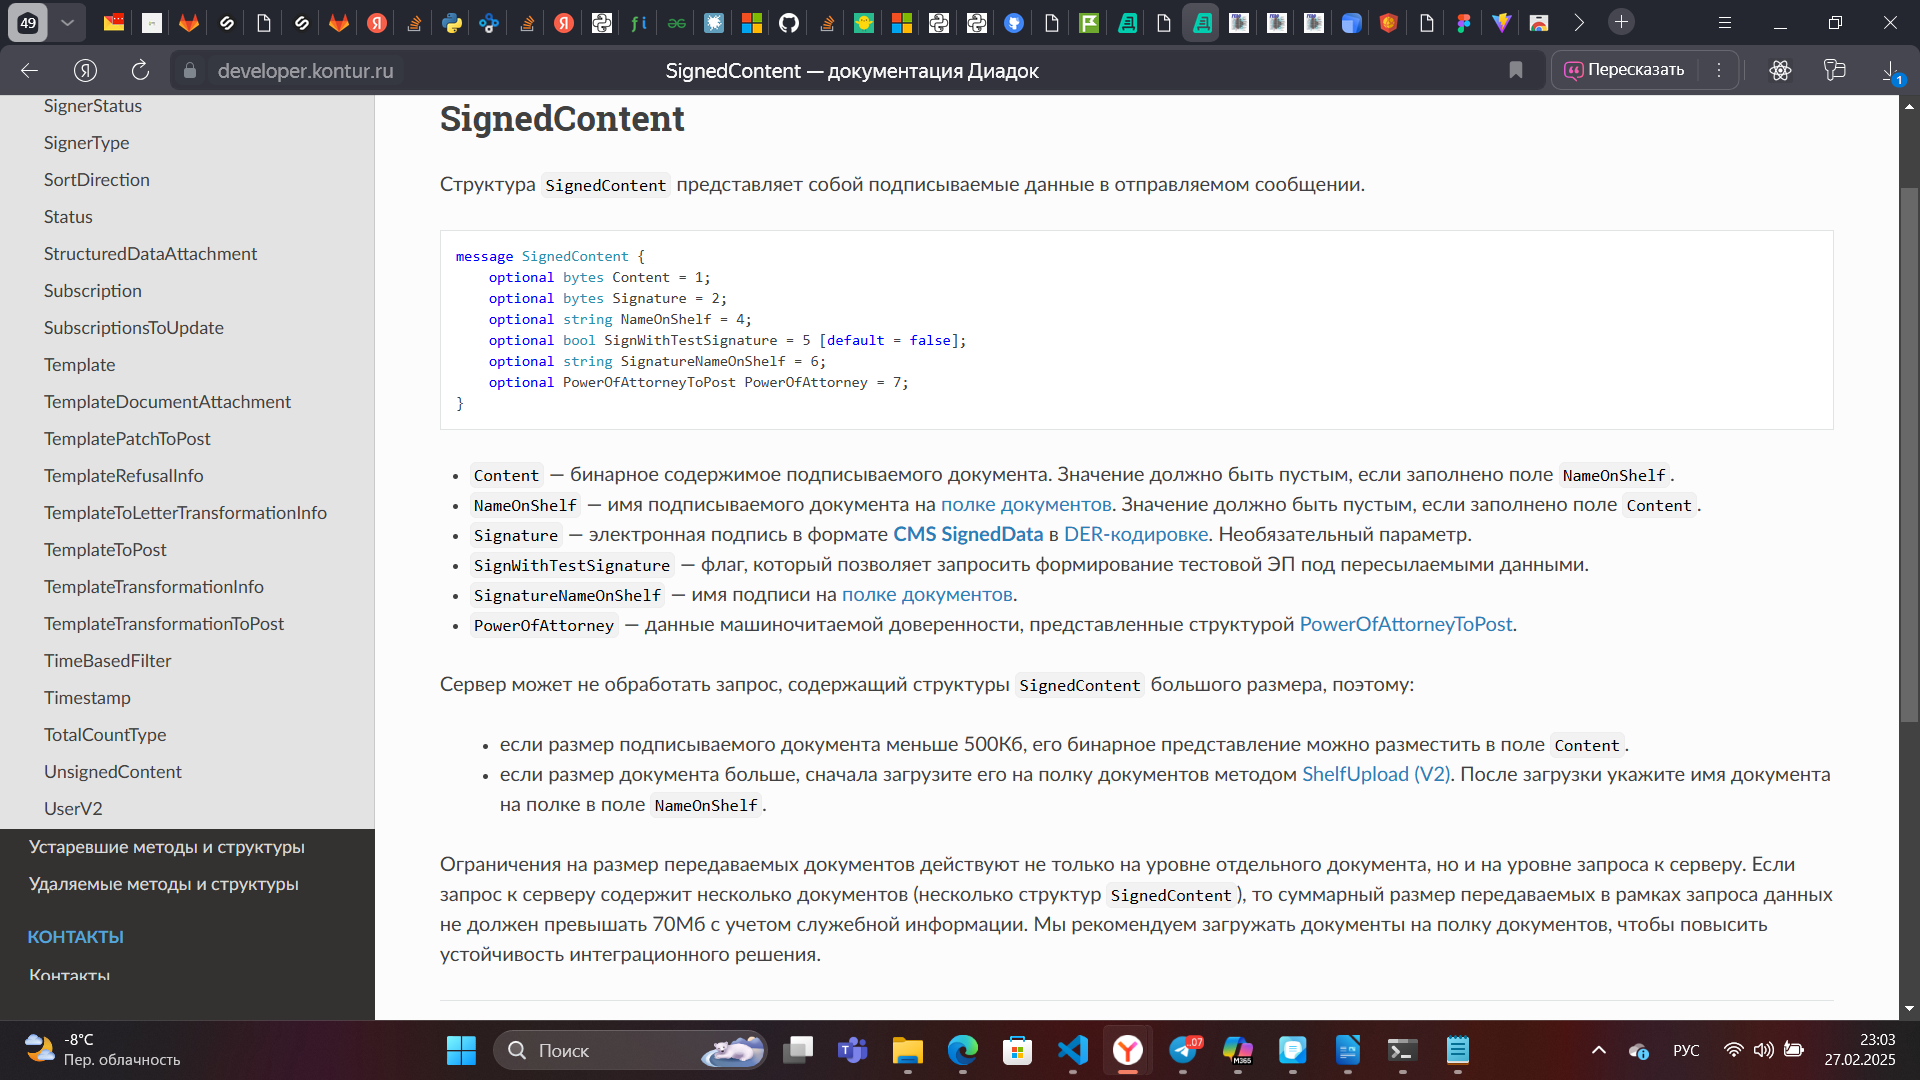 49
developer.kontur.ru
SignedContent — документация Диадок
Пересказать
1
SignerStatus
SignerType
SortDirection
Status
StructuredDataAttachment
Subscription
SubscriptionsToUpdate
Template
TemplateDocumentAttachment
TemplatePatchToPost
TemplateRefusalInfo
TemplateToLetterTransformationInfo
TemplateToPost
TemplateTransformationInfo
TemplateTransformationToPost
TimeBasedFilter
Timestamp
TotalCountType
UnsignedContent
UserV2
Устаревшие методы и структуры
Удаляемые методы и структуры
КОНТАКТЫ
Контакты
SignedContent
Структура SignedContent представляет собой подписываемые данные в отправляемом сообщении.
message SignedContent {
    optional bytes Content = 1;
    optional bytes Signature = 2;
    optional string NameOnShelf = 4;
    optional bool SignWithTestSignature = 5 [default = false];
    optional string SignatureNameOnShelf = 6;
    optional PowerOfAttorneyToPost PowerOfAttorney = 7;
}
• Content — бинарное содержимое подписываемого документа. Значение должно быть пустым, если заполнено поле NameOnShelf.
• NameOnShelf — имя подписываемого документа на полке документов. Значение должно быть пустым, если заполнено поле Content.
• Signature — электронная подпись в формате CMS SignedData в DER-кодировке. Необязательный параметр.
• SignWithTestSignature — флаг, который позволяет запросить формирование тестовой ЭП под пересылаемыми данными.
• SignatureNameOnShelf — имя подписи на полке документов.
• PowerOfAttorney — данные машиночитаемой доверенности, представленные структурой PowerOfAttorneyToPost.
Сервер может не обработать запрос, содержащий структуры SignedContent большого размера, поэтому:
• если размер подписываемого документа меньше 500Кб, его бинарное представление можно разместить в поле Content.
• если размер документа больше, сначала загрузите его на полку документов методом ShelfUpload (V2). После загрузки укажите имя документа
на полке в поле NameOnShelf.
Ограничения на размер передаваемых документов действуют не только на уровне отдельного документа, но и на уровне запроса к серверу. Если
запрос к серверу содержит несколько документов (несколько структур SignedContent), то суммарный размер передаваемых в рамках запроса данных
не должен превышать 70Мб с учетом служебной информации. Мы рекомендуем загружать документы на полку документов, чтобы повысить
устойчивость интеграционного решения.
-8°C
Пер. облачность
Поиск
РУС
23:03
27.02.2025